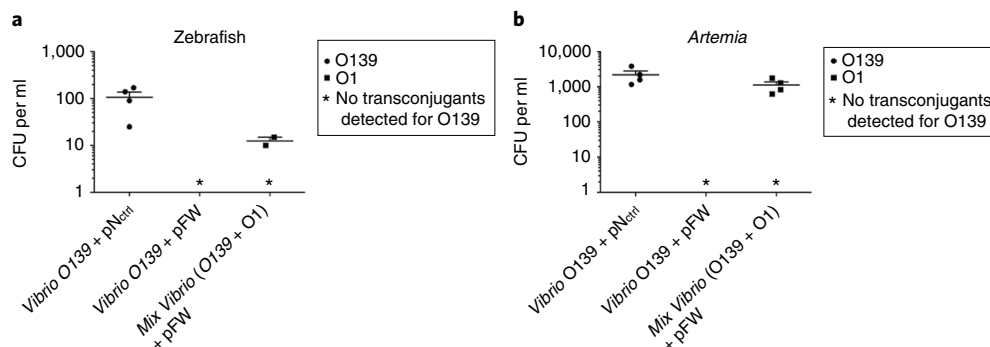 a
Zebrafish
1,000
100
10
1
CFU per ml
*
*
Vibrio O139 + pNctrl
Vibrio O139 + pFW
Mix Vibrio (O139 + O1)
+ pFW
O139
O1
* No transconjugants
detected for O139
b
Artemia
10,000
1,000
100
10
1
CFU per ml
*
*
Vibrio O139 + pNctrl
Vibrio O139 + pFW
Mix Vibrio (O139 + O1)
+ pFW
O139
O1
* No transconjugants
detected for O139